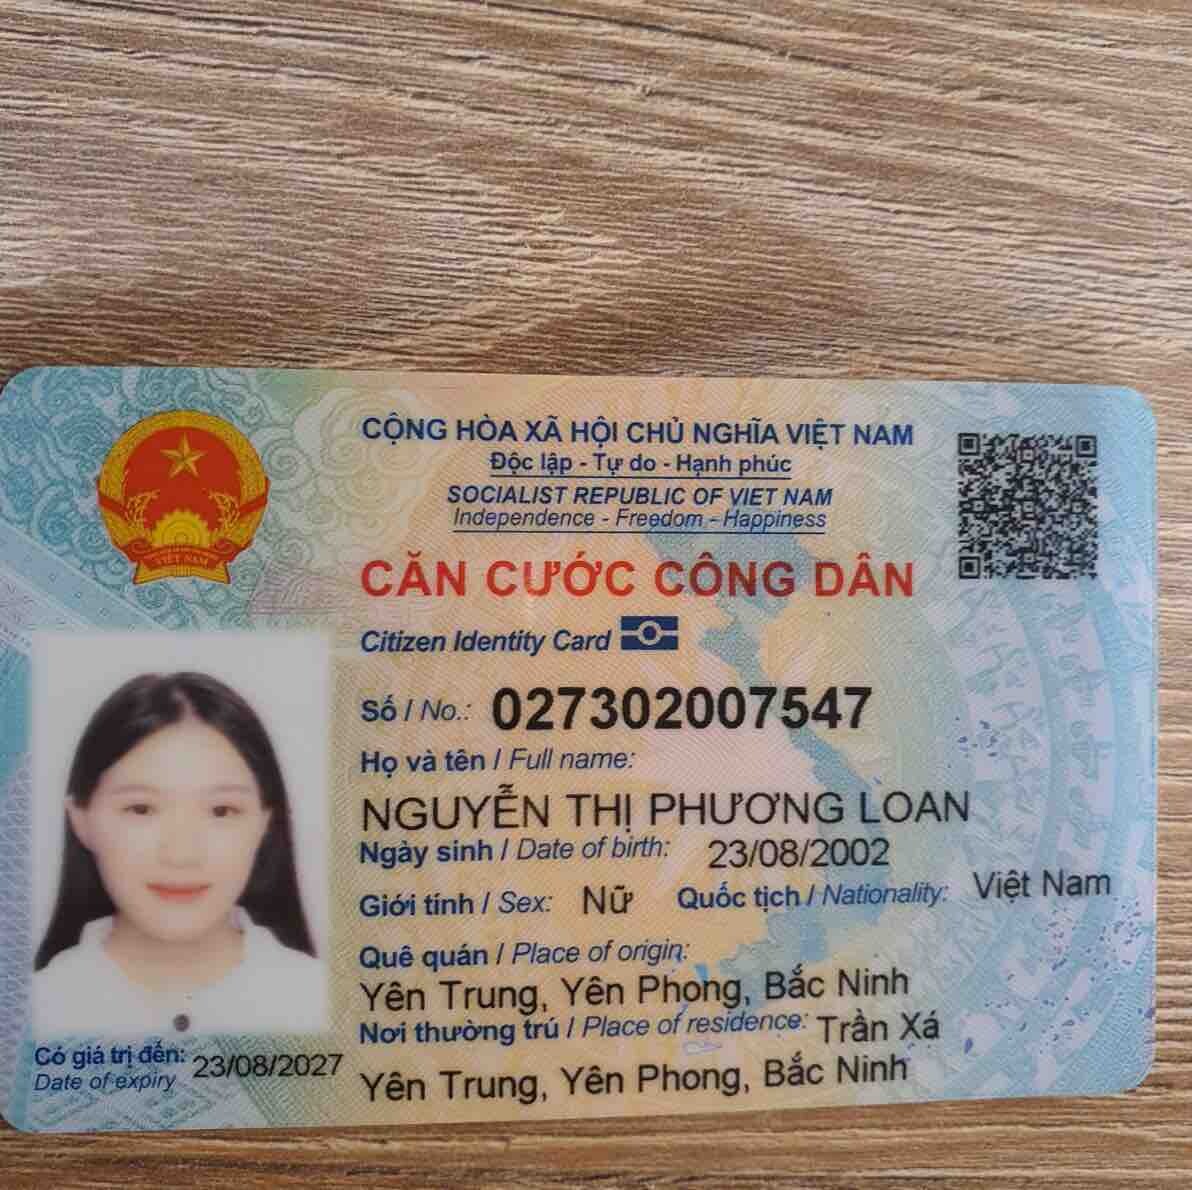 CỘNG HÒA XÃ HỘI CHỦ NGHĨA VIỆT NAM
Độc lập - Tự do - Hạnh phúc
SOCIALIST REPUBLIC OF VIET NAM
Independence - Freedom - Happiness
CĂN CƯỚC CÔNG DÂN
Citizen Identity Card
VIỆT NAM
Số / No.: 027302007547
Họ và tên / Full name:
NGUYỄN THỊ PHƯƠNG LOAN
Ngày sinh / Date of birth: 23/08/2002
Giới tính / Sex: Nữ Quốc tịch / Nationality: Việt Nam
Quê quán / Place of origin:
Yên Trung, Yên Phong, Bắc Ninh
Nơi thường trú / Place of residence: Trần Xá
Yên Trung, Yên Phong, Bắc Ninh
Có giá trị đến: 23/08/2027
Date of expiry